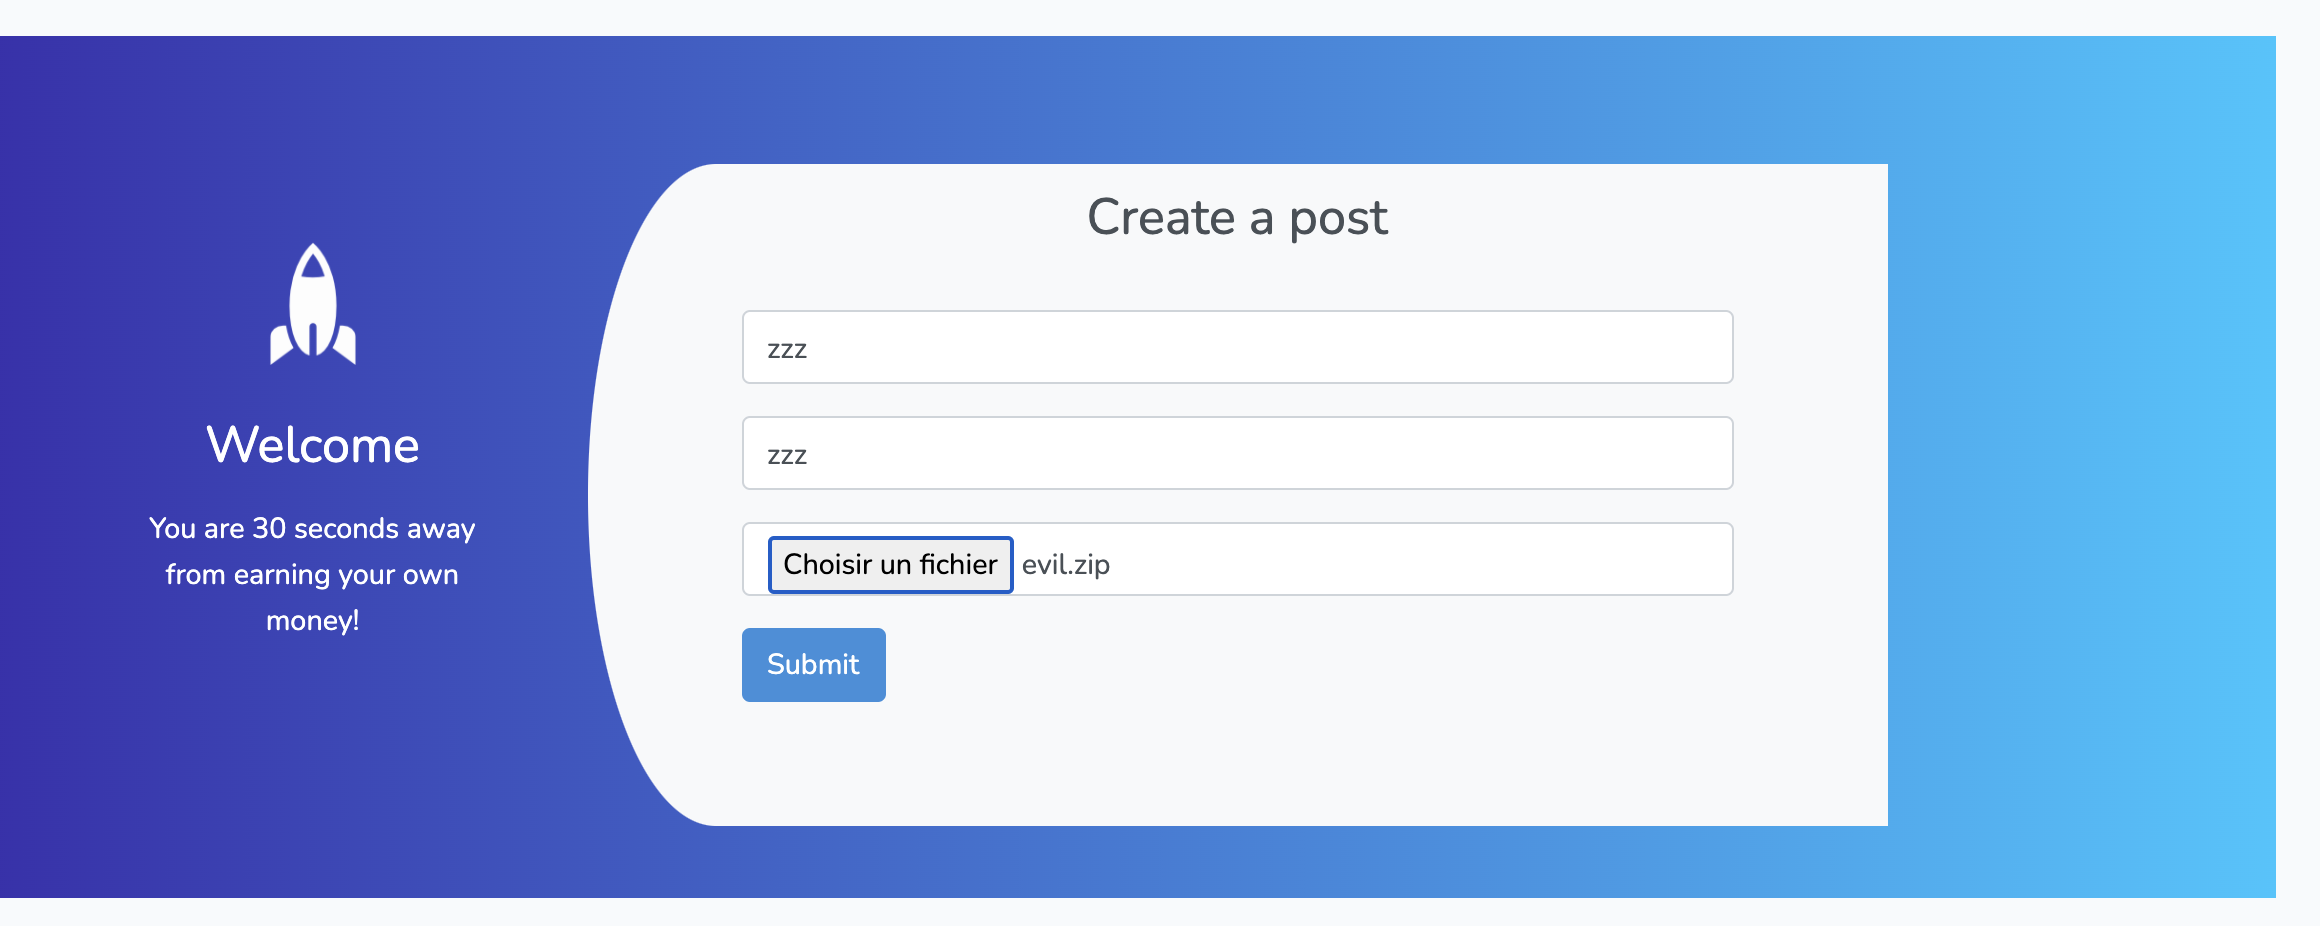 Welcome
You are 30 seconds away
from earning your own
money!
Create a post
zzz
zzz
Choisir un fichier evil.zip
Submit